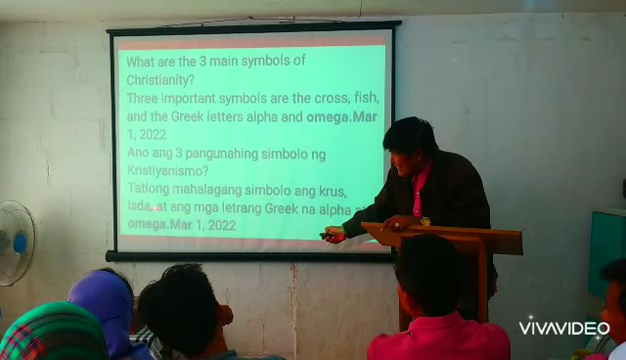 What are the 3 main symbols of
Christianity?
Three important symbols are the cross, fish,
and the Greek letters alpha and omega.Mar
1, 2022
Ano ang 3 pangunahing simbolo ng
Kristiyanismo?
Tatlong mahalagang simbolo ang krus,
isda, at ang mga letrang Greek na alpha at
omega.Mar 1, 2022
VIVAVIDEO